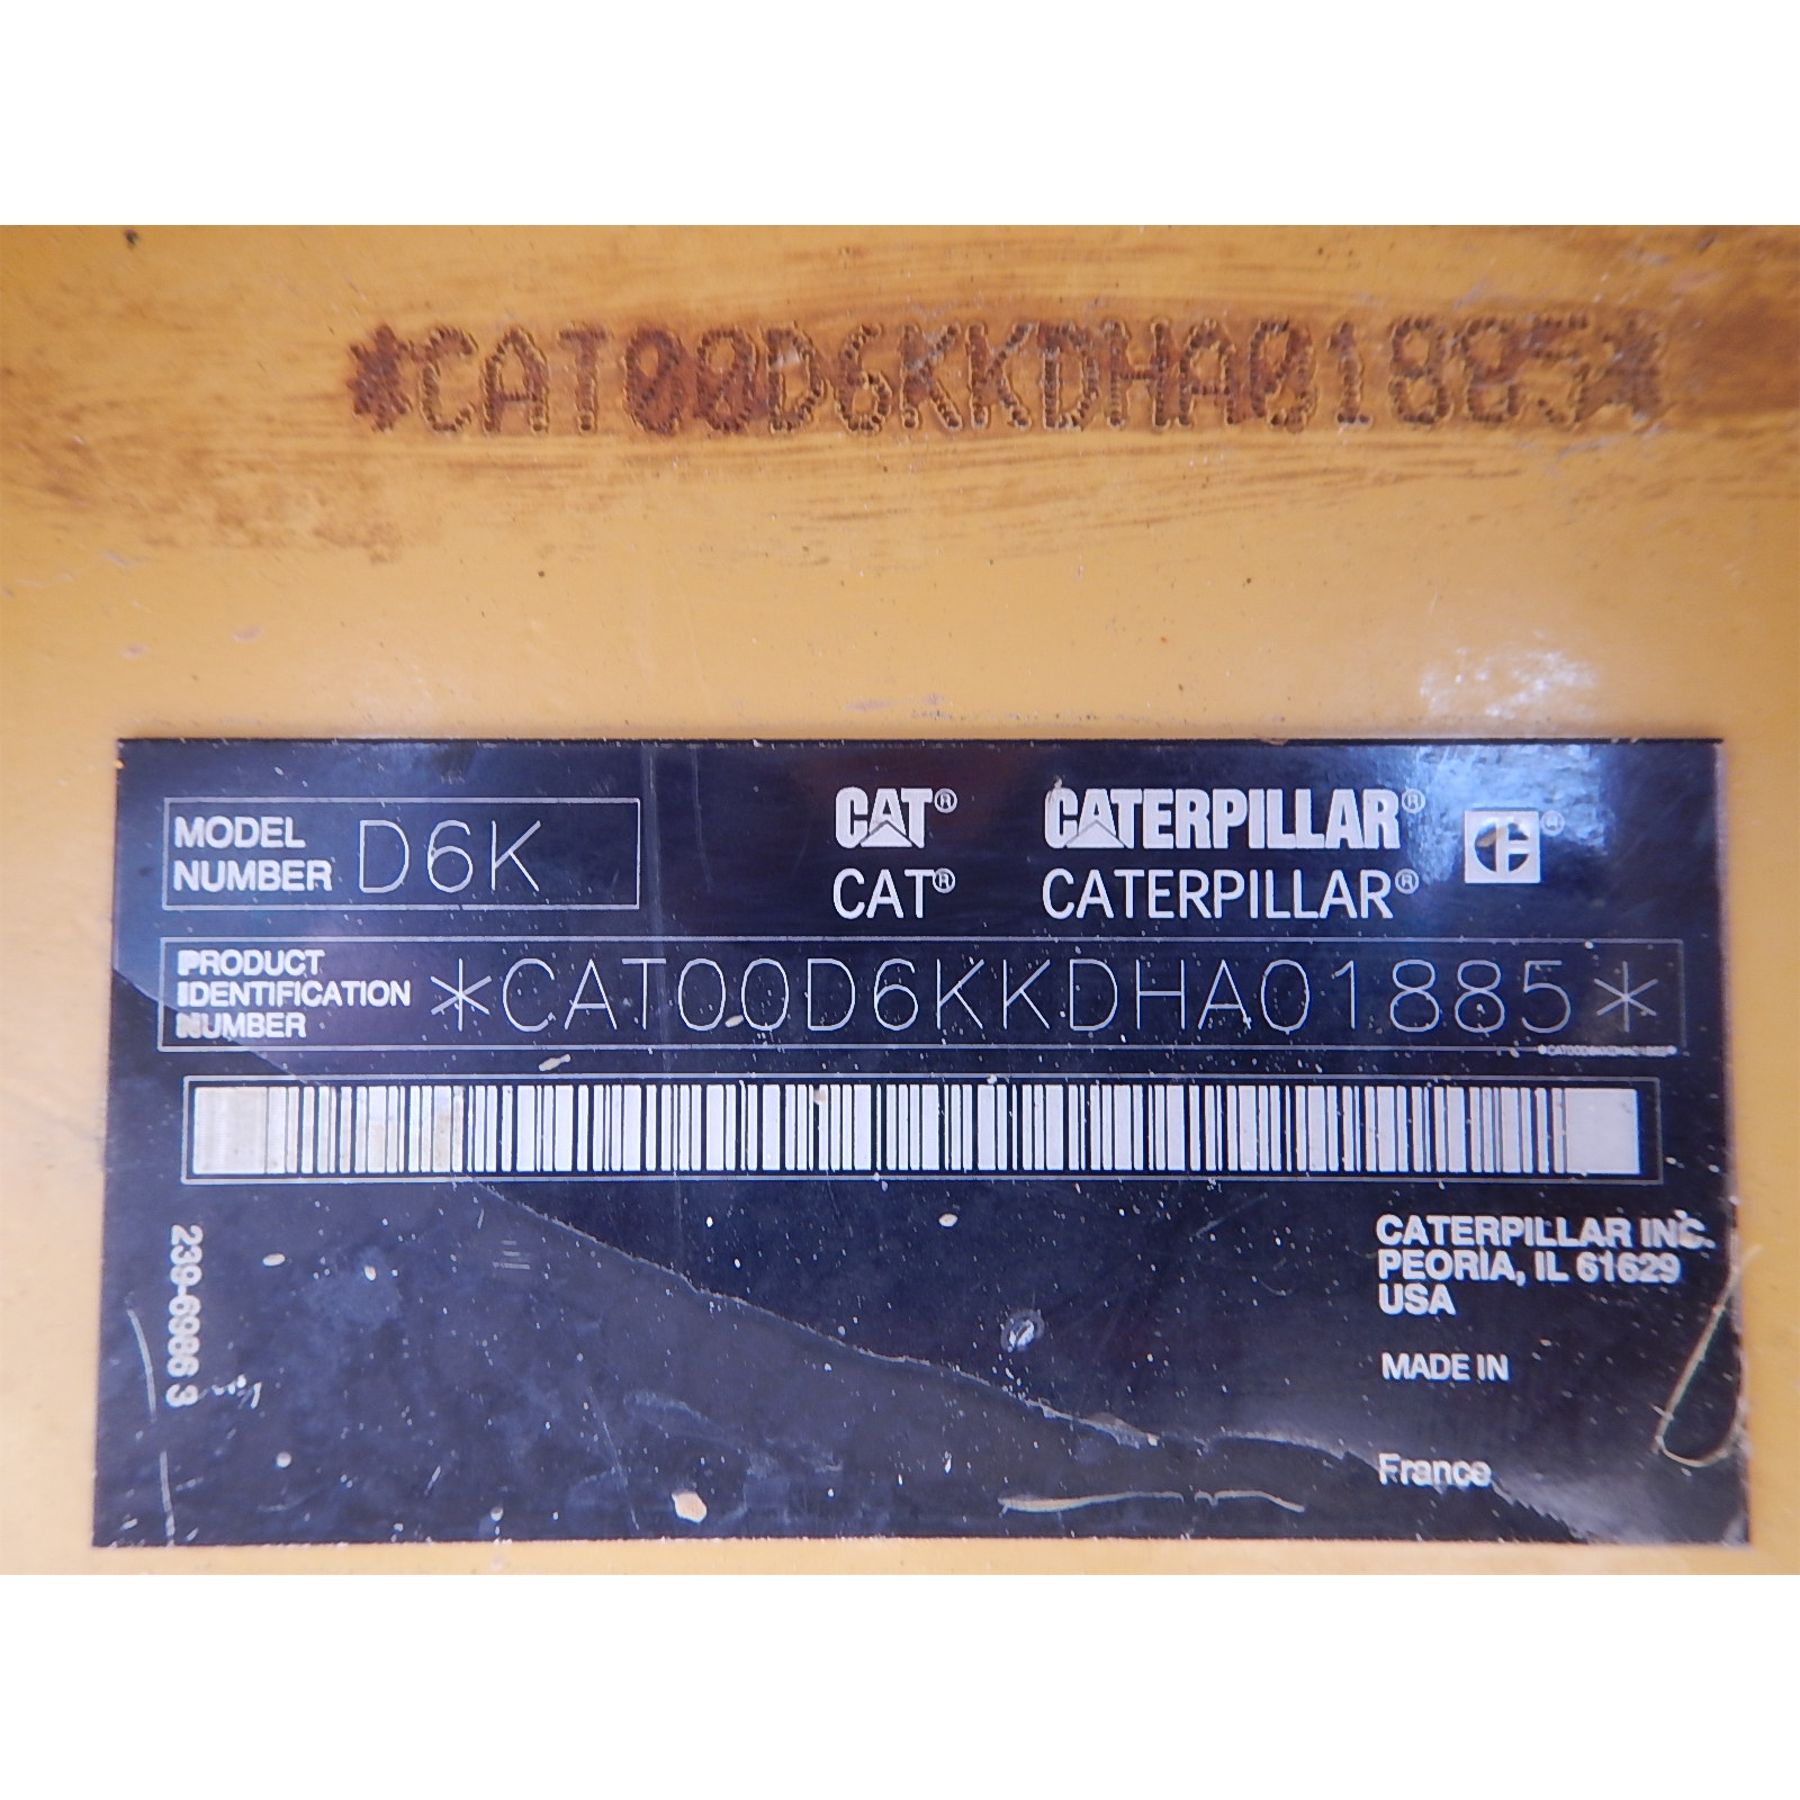 *CAT00D6KKDHA01885*
MODEL NUMBER D6K
CAT® CATERPILLAR®
CAT® CATERPILLAR®
PRODUCT IDENTIFICATION NUMBER *CAT00D6KKDHA01885*
*CAT00D6KKDHA01885*
239-6986 3
CATERPILLAR INC.
PEORIA, IL 61629
USA
MADE IN
France